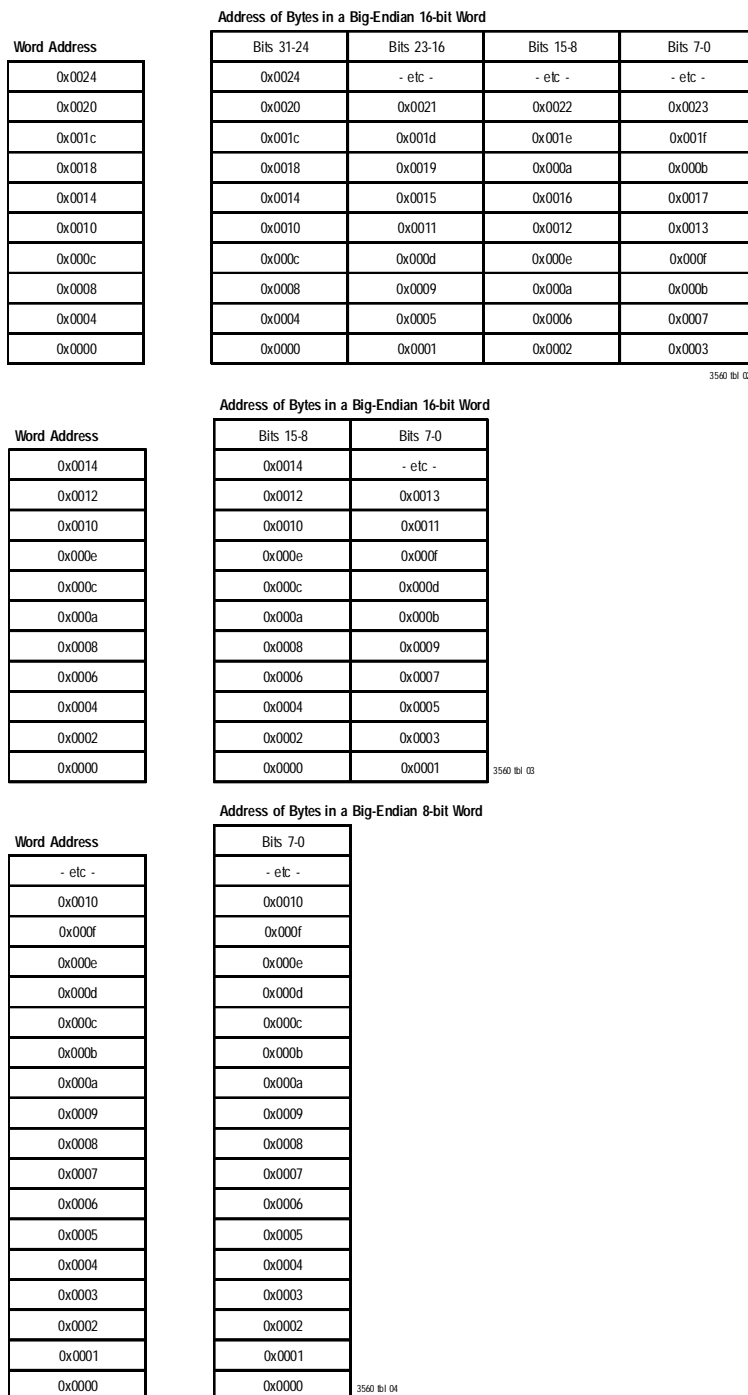 Address of Bytes in a Big-Endian 16-bit Word
Word Address Bits 31-24 Bits 23-16 Bits 15-8 Bits 7-0
0x0024 0x0024 - etc - - etc - - etc -
0x0020 0x0020 0x0021 0x0022 0x0023
0x001c 0x001c 0x001d 0x001e 0x001f
0x0018 0x0018 0x0019 0x000a 0x000b
0x0014 0x0014 0x0015 0x0016 0x0017
0x0010 0x0010 0x0011 0x0012 0x0013
0x000c 0x000c 0x000d 0x000e 0x000f
0x0008 0x0008 0x0009 0x000a 0x000b
0x0004 0x0004 0x0005 0x0006 0x0007
0x0000 0x0000 0x0001 0x0002 0x0003
3560 tbl 02
Address of Bytes in a Big-Endian 16-bit Word
Word Address Bits 15-8 Bits 7-0
0x0014 0x0014 - etc -
0x0012 0x0012 0x0013
0x0010 0x0010 0x0011
0x000e 0x000e 0x000f
0x000c 0x000c 0x000d
0x000a 0x000a 0x000b
0x0008 0x0008 0x0009
0x0006 0x0006 0x0007
0x0004 0x0004 0x0005
0x0002 0x0002 0x0003
0x0000 0x0000 0x0001 3560 tbl 03
Address of Bytes in a Big-Endian 8-bit Word
Word Address Bits 7-0
- etc - - etc -
0x0010 0x0010
0x000f 0x000f
0x000e 0x000e
0x000d 0x000d
0x000c 0x000c
0x000b 0x000b
0x000a 0x000a
0x0009 0x0009
0x0008 0x0008
0x0007 0x0007
0x0006 0x0006
0x0005 0x0005
0x0004 0x0004
0x0003 0x0003
0x0002 0x0002
0x0001 0x0001
0x0000 0x0000 3560 tbl 04